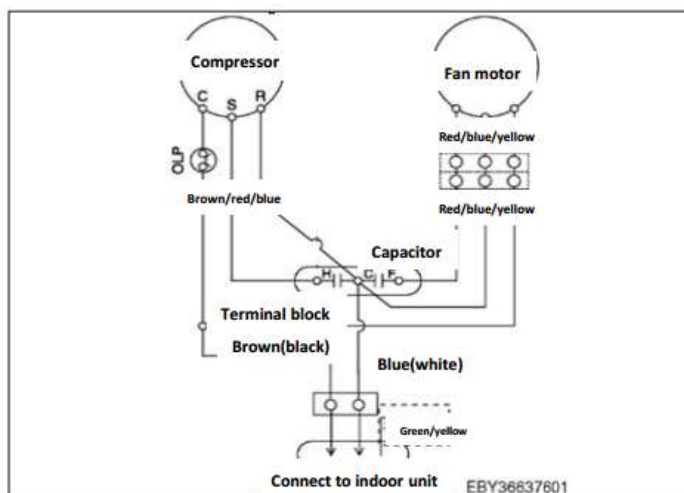 Compressor
Fan motor
C S R
OLP
Red/blue/yellow
Brown/red/blue
Red/blue/yellow
Capacitor
H C F
Terminal block
Brown(black)
Blue(white)
Green/yellow
Connect to indoor unit
EBY36637601